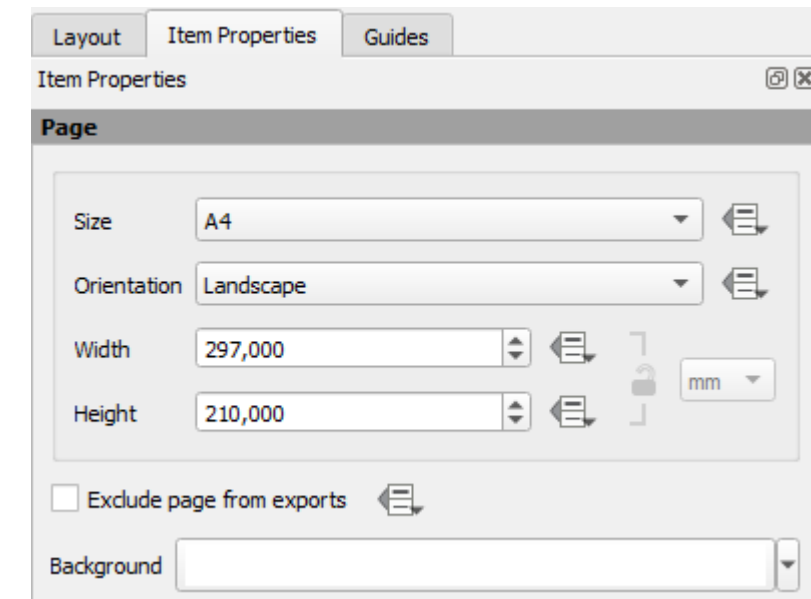 Layout Item Properties Guides
Item Properties
Page
Size A4
Orientation Landscape
Width 297,000
mm
Height 210,000
Exclude page from exports
Background